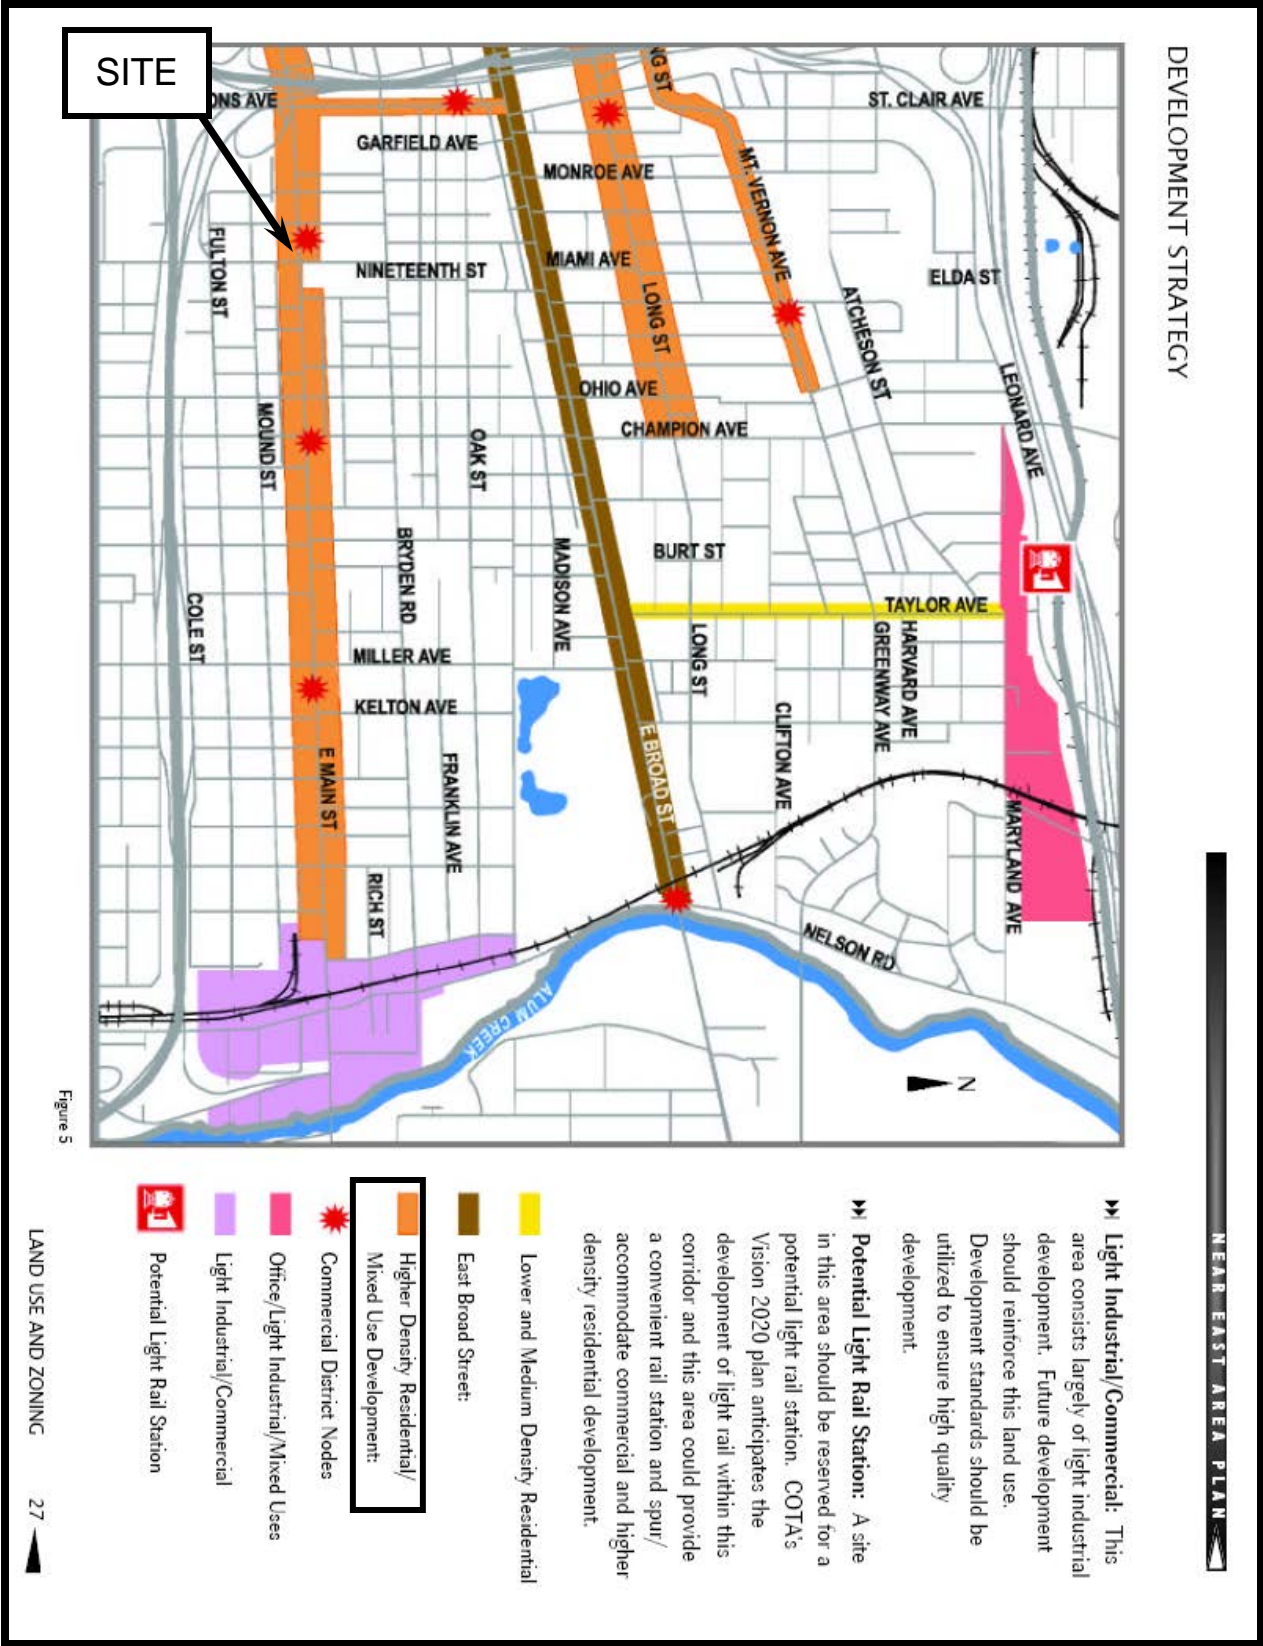 SITE
DEVELOPMENT STRATEGY
NEAR EAST AREA PLAN
ONS AVE
GARFIELD AVE
MONROE AVE
NG ST
ST. CLAIR AVE
MT. VERNON AVE
MIAMI AVE
NINETEENTH ST
FULTON ST
LONG ST
ATCHESON ST
ELDA ST
LEONARD AVE
OHIO AVE
CHAMPION AVE
MOUND ST
OAK ST
BRYDEN RD
MADISON AVE
BURT ST
TAYLOR AVE
COLE ST
MILLER AVE
KELTON AVE
LONG ST
GREENWAY AVE
HARVARD AVE
CLIFTON AVE
E BROAD ST
E MAIN ST
FRANKLIN AVE
RICH ST
MARYLAND AVE
NELSON RD
ALUM CREEK
N
Figure 5
Light Industrial/Commercial: This
area consists largely of light industrial
development. Future development
should reinforce this land use.
Development standards should be
utilized to ensure high quality
development.
Potential Light Rail Station: A site
in this area should be reserved for a
potential light rail station. COTA's
Vision 2020 plan anticipates the
development of light rail within this
corridor and this area could provide
a convenient rail station and spur/
accommodate commercial and higher
density residential development.
Lower and Medium Density Residential
East Broad Street:
Higher Density Residential/
Mixed Use Development:
Commercial District Nodes
Office/Light Industrial/Mixed Uses
Light Industrial/Commercial
Potential Light Rail Station
LAND USE AND ZONING 27